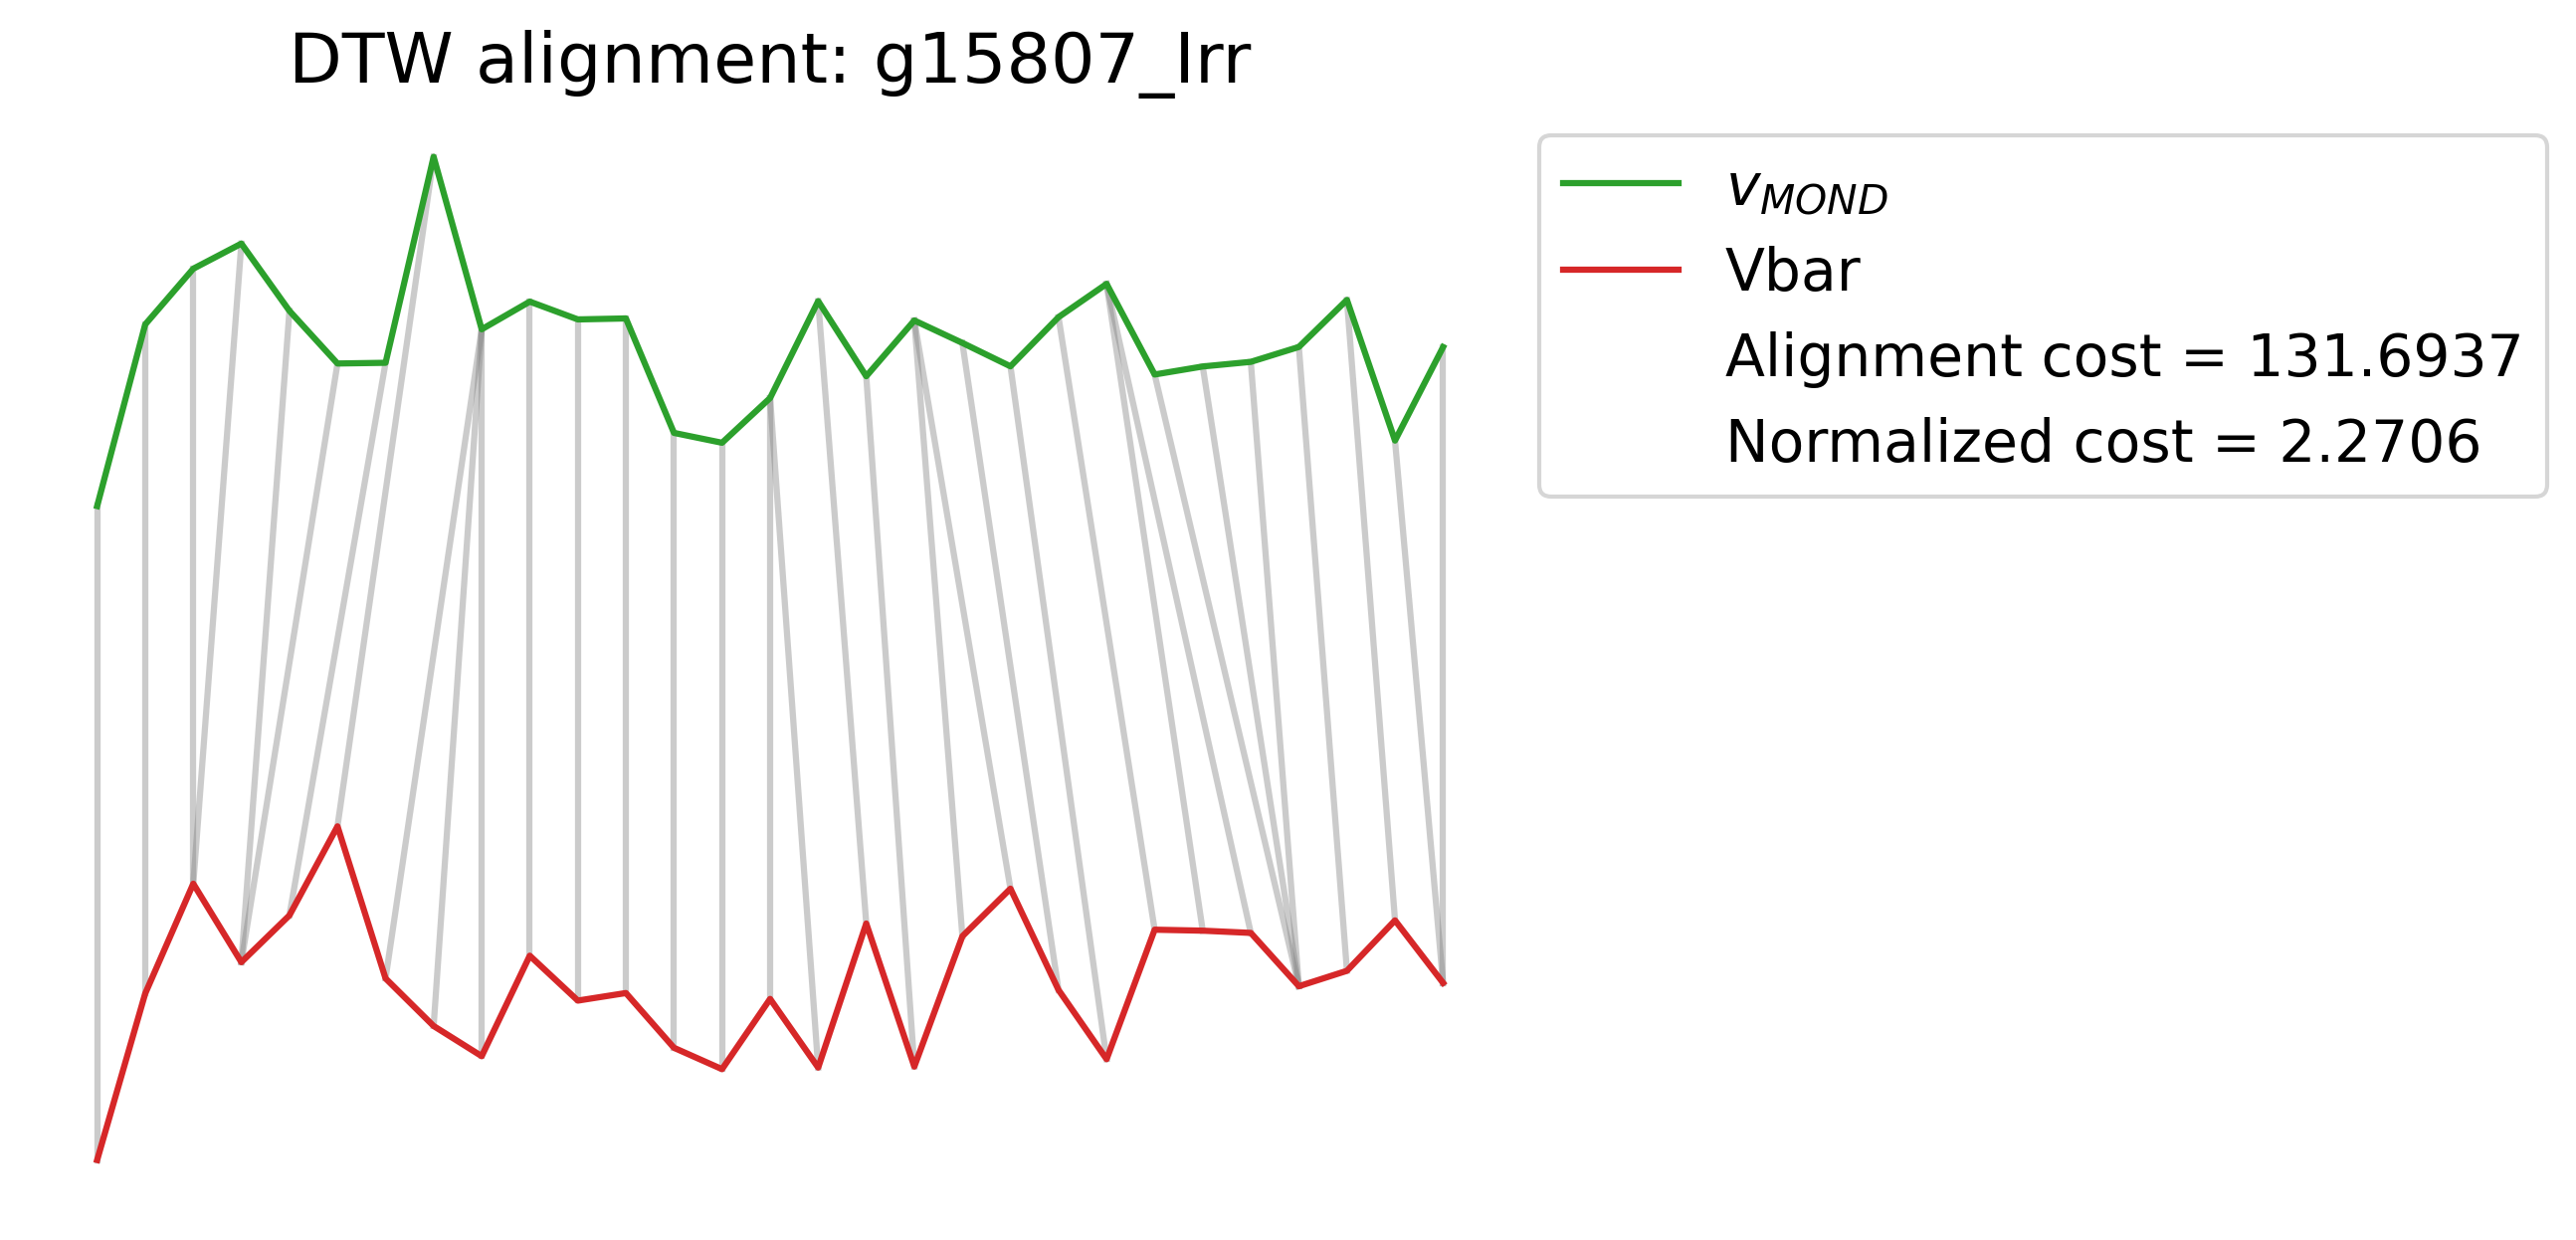 DTW alignment: g15807_Irr
v_MOND
Vbar
Alignment cost = 131.6937
Normalized cost = 2.2706